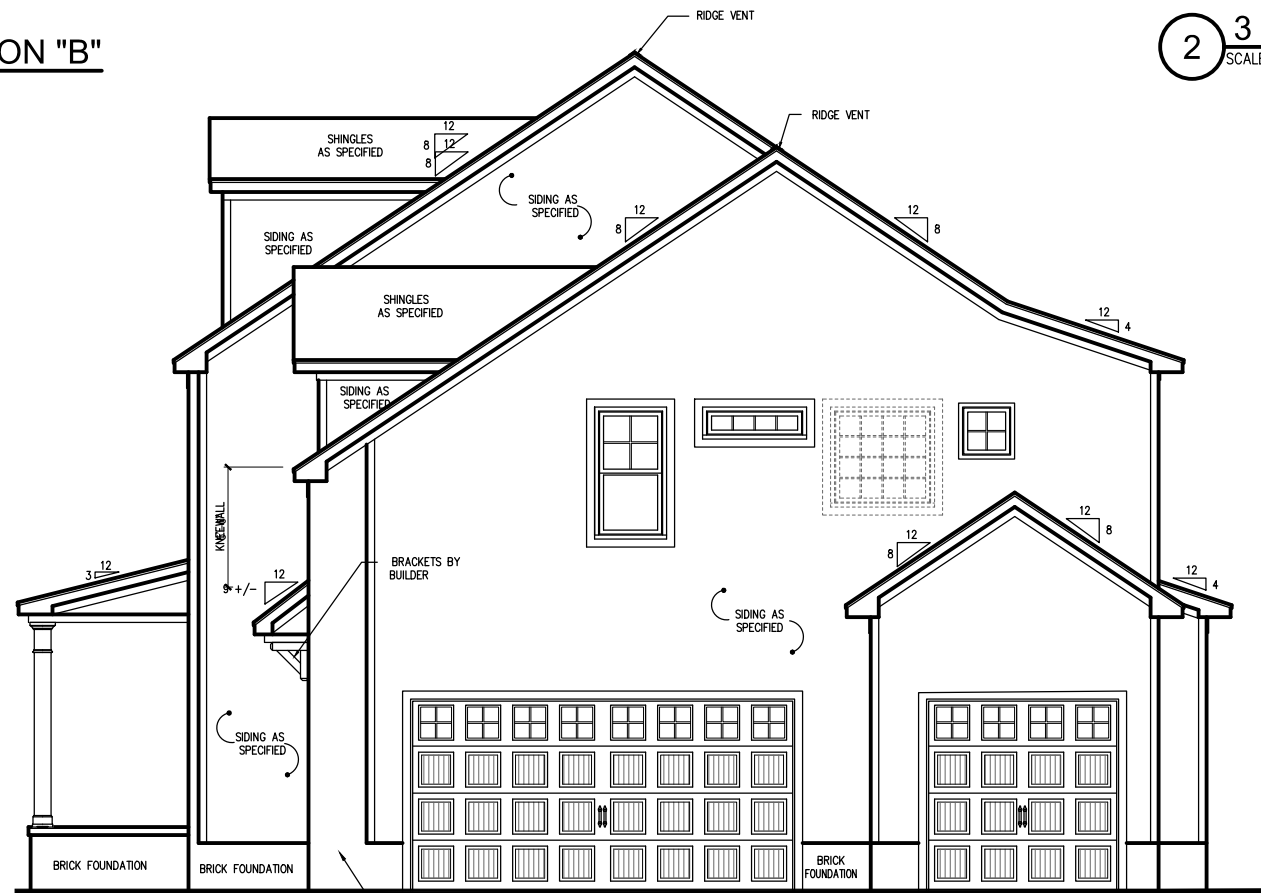 ON "B"
RIDGE VENT
2
3
SCALE
RIDGE VENT
12
SHINGLES
AS SPECIFIED
8
12
8
SIDING AS
SPECIFIED
12
8
12
8
SIDING AS
SPECIFIED
SHINGLES
AS SPECIFIED
12
4
SIDING AS
SPECIFIED
KNEEWALL
12
8
12
8
BRACKETS BY
BUILDER
12
3
12
9 +/-
12
4
SIDING AS
SPECIFIED
SIDING AS
SPECIFIED
BRICK FOUNDATION
BRICK FOUNDATION
BRICK
FOUNDATION